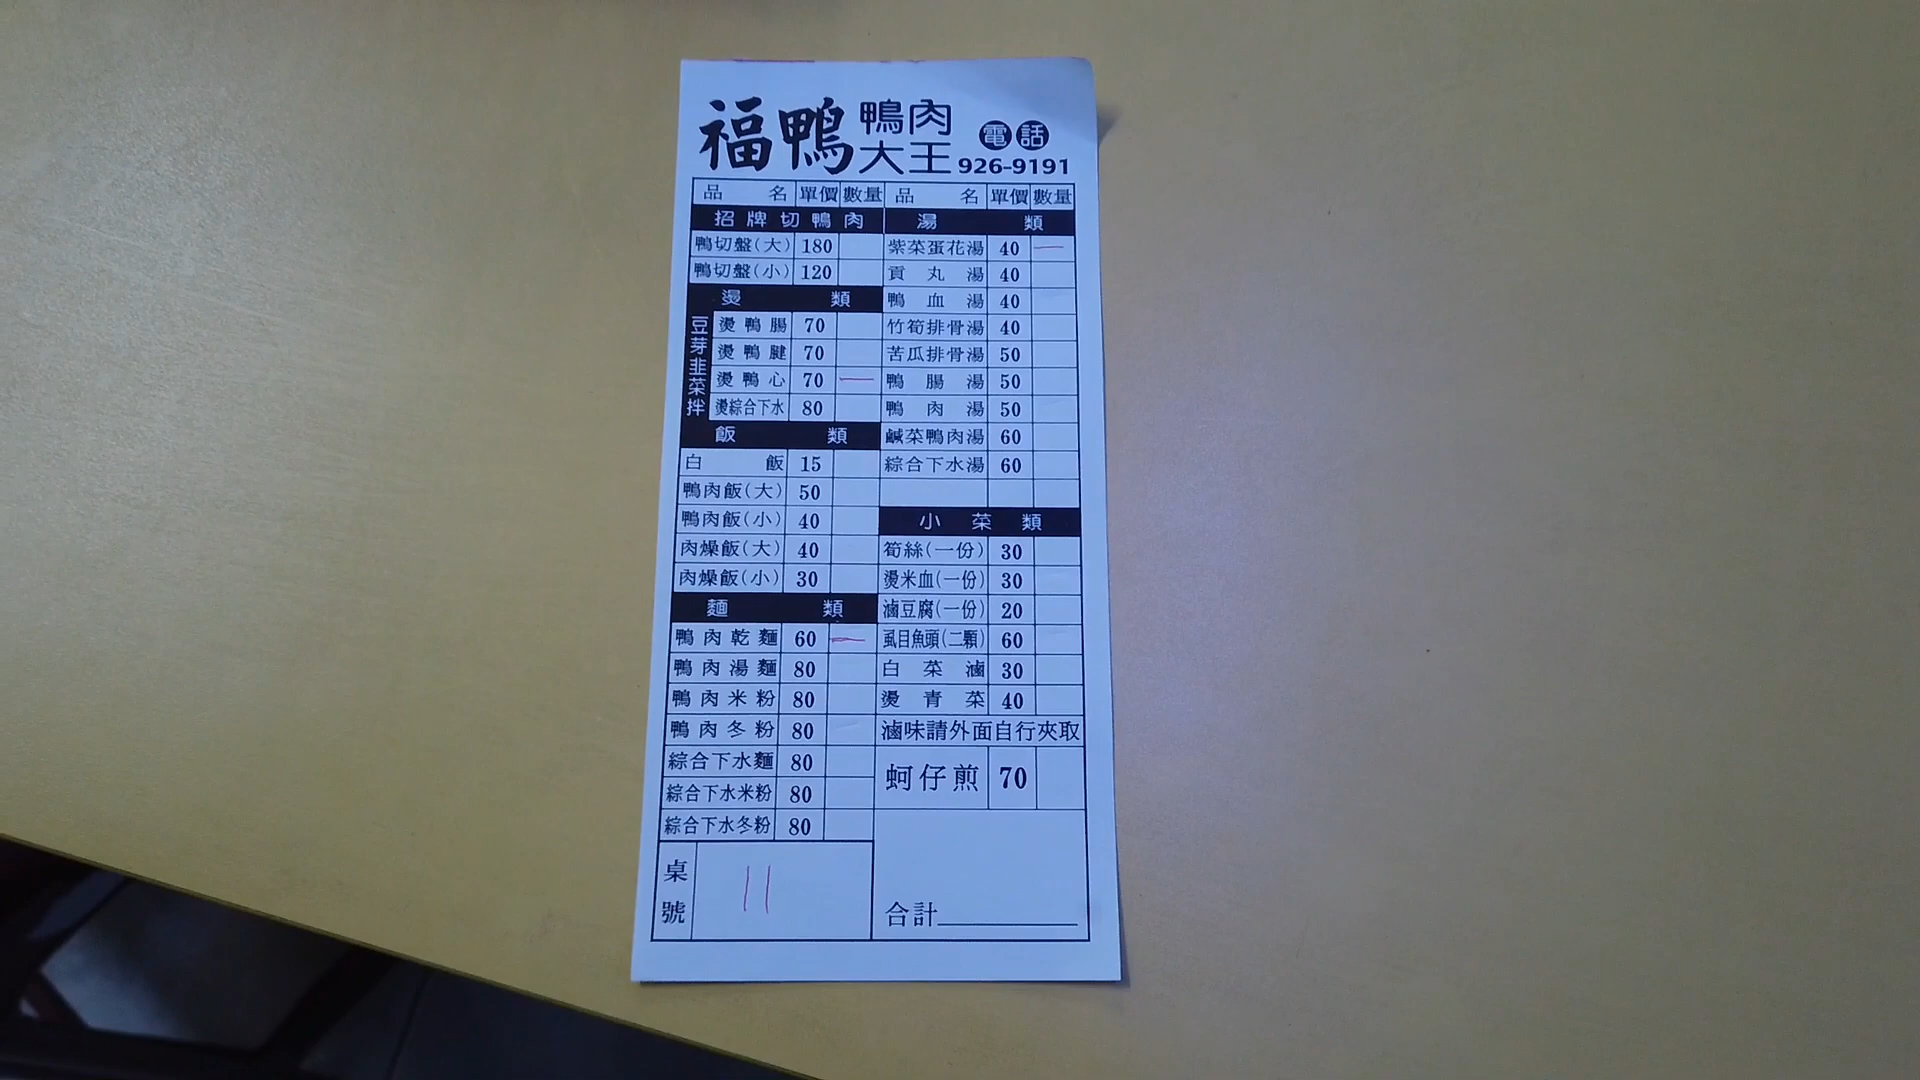 福鴨 鴨肉大王 電話 926-9191
品名 單價 數量 品名 單價 數量
招牌切鴨肉
鴨切盤(大) 180
鴨切盤(小) 120
燙類
豆芽韭菜拌
燙鴨腸 70
燙鴨腱 70
燙鴨心 70 一
燙綜合下水 80
飯類
白飯 15
鴨肉飯(大) 50
鴨肉飯(小) 40
肉燥飯(大) 40
肉燥飯(小) 30
麵類
鴨肉乾麵 60 一
鴨肉湯麵 80
鴨肉米粉 80
鴨肉冬粉 80
綜合下水麵 80
綜合下水米粉 80
綜合下水冬粉 80
桌號 11
湯類
紫菜蛋花湯 40 一
貢丸湯 40
鴨血湯 40
竹筍排骨湯 40
苦瓜排骨湯 50
鴨腸湯 50
鴨肉湯 50
鹹菜鴨肉湯 60
綜合下水湯 60
小菜類
筍絲(一份) 30
燙米血(一份) 30
滷豆腐(一份) 20
虱目魚頭(二顆) 60
白菜滷 30
燙青菜 40
滷味請外面自行夾取
蚵仔煎 70
合計